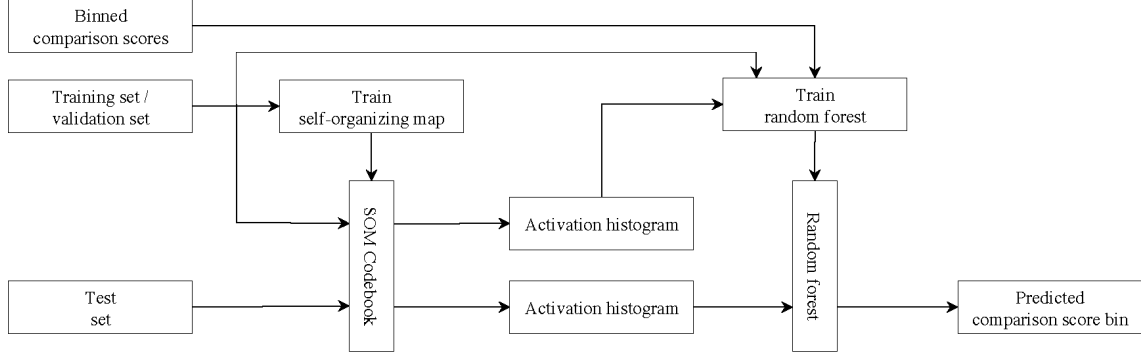 Binned
comparison scores
Training set /
validation set
Train
self-organizing map
Train
random forest
SOM Codebook
Activation histogram
Random forest
Test
set
Activation histogram
Predicted
comparison score bin